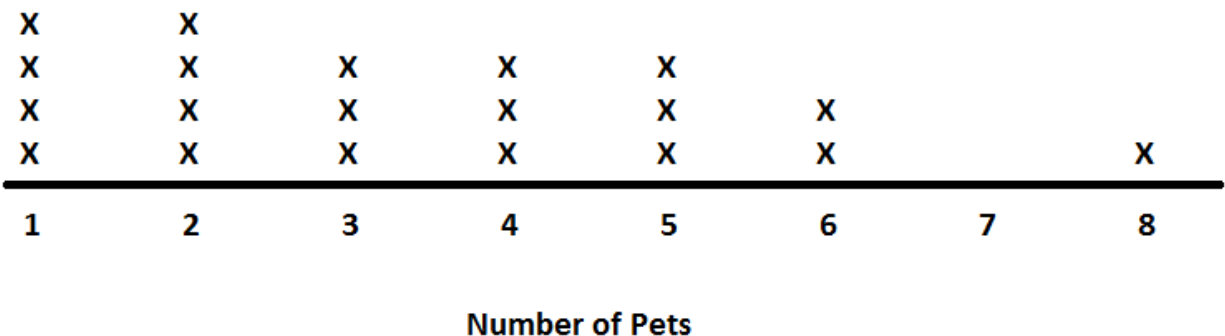 X X
X X X X X
X X X X X X
X X X X X X X
1 2 3 4 5 6 7 8
Number of Pets